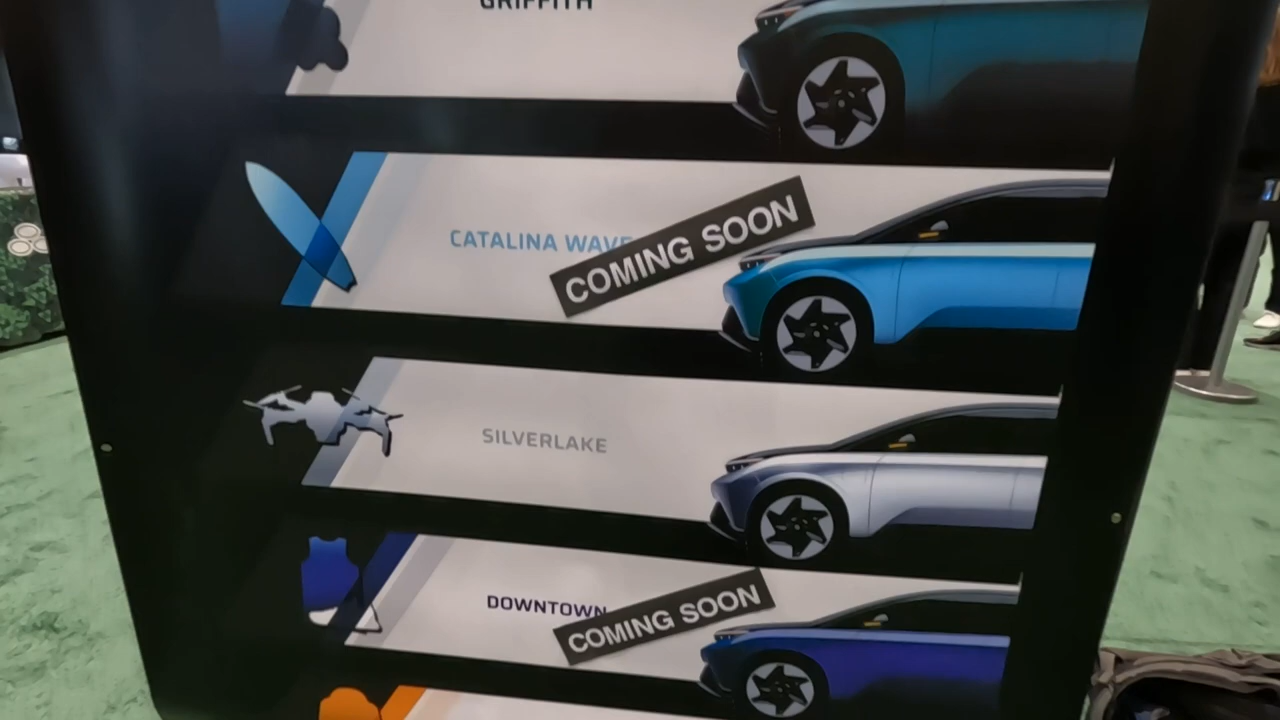 GRIFFITH
CATALINA WAVE
COMING SOON
SILVERLAKE
DOWNTOWN
COMING SOON